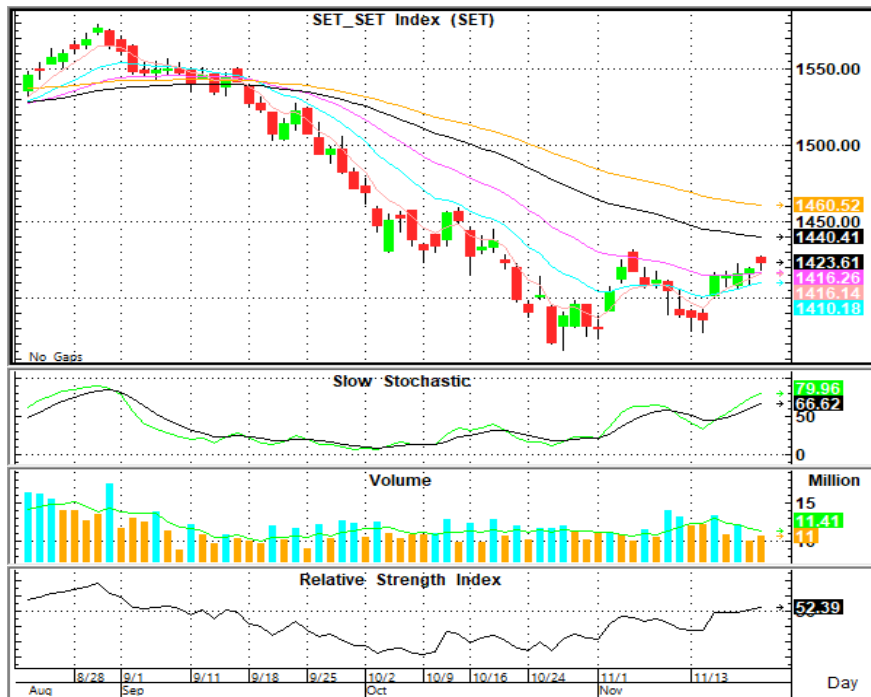 SET_SET Index (SET)
1550.00
1500.00
1460.52
1450.00
1440.41
1423.61
1416.26
1416.14
1410.18
No Gaps
Slow Stochastic
79.96
66.62
50
0
Volume
Million
15
11.41
11
Relative Strength Index
52.39
8/28 9/1 9/11 9/18 9/25 10/2 10/9 10/16 10/24 11/1 11/13
Aug Sep Oct Nov Day